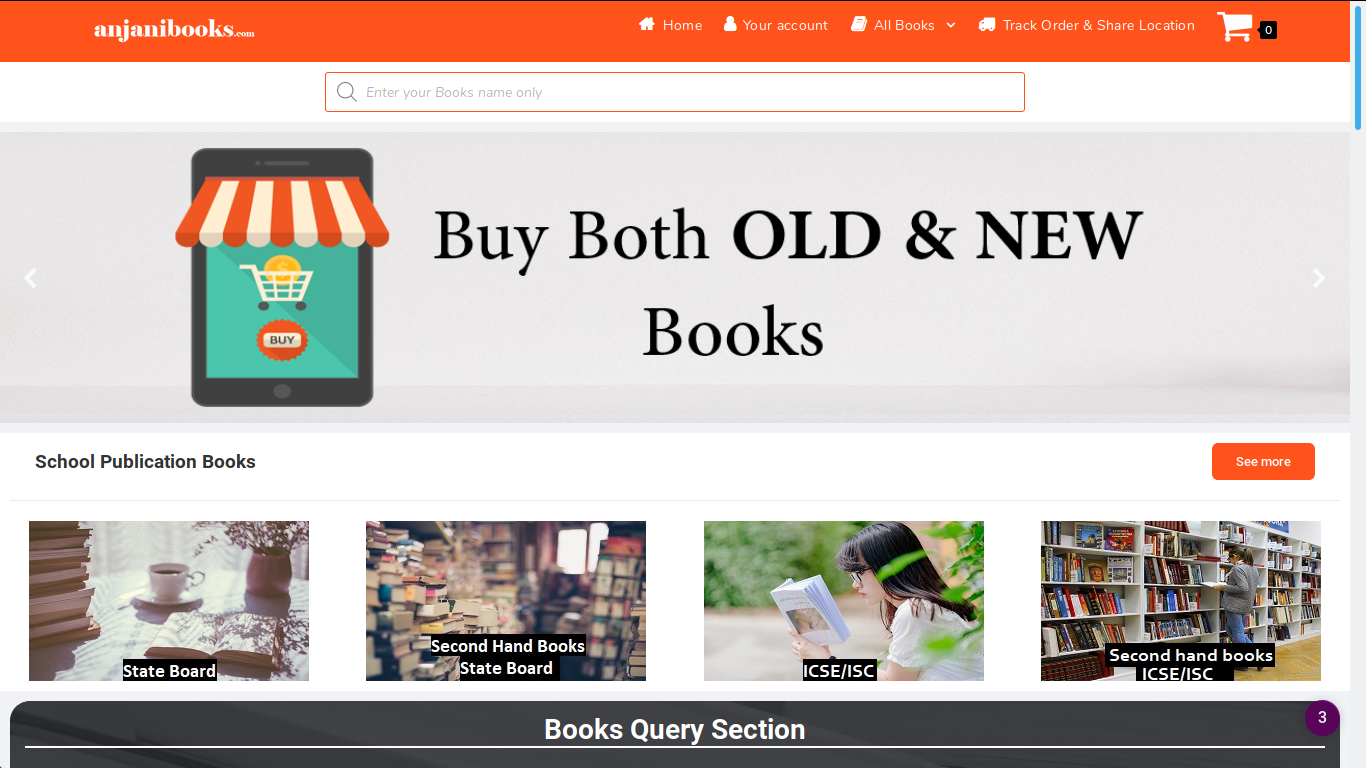 anjanibooks.com
Home
Your account
All Books
Track Order & Share Location
0
Enter your Books name only
BUY
Buy Both OLD & NEW
Books
School Publication Books
See more
State Board
Second Hand Books
State Board
ICSE/ISC
Second hand books
ICSE/ISC
Books Query Section
3